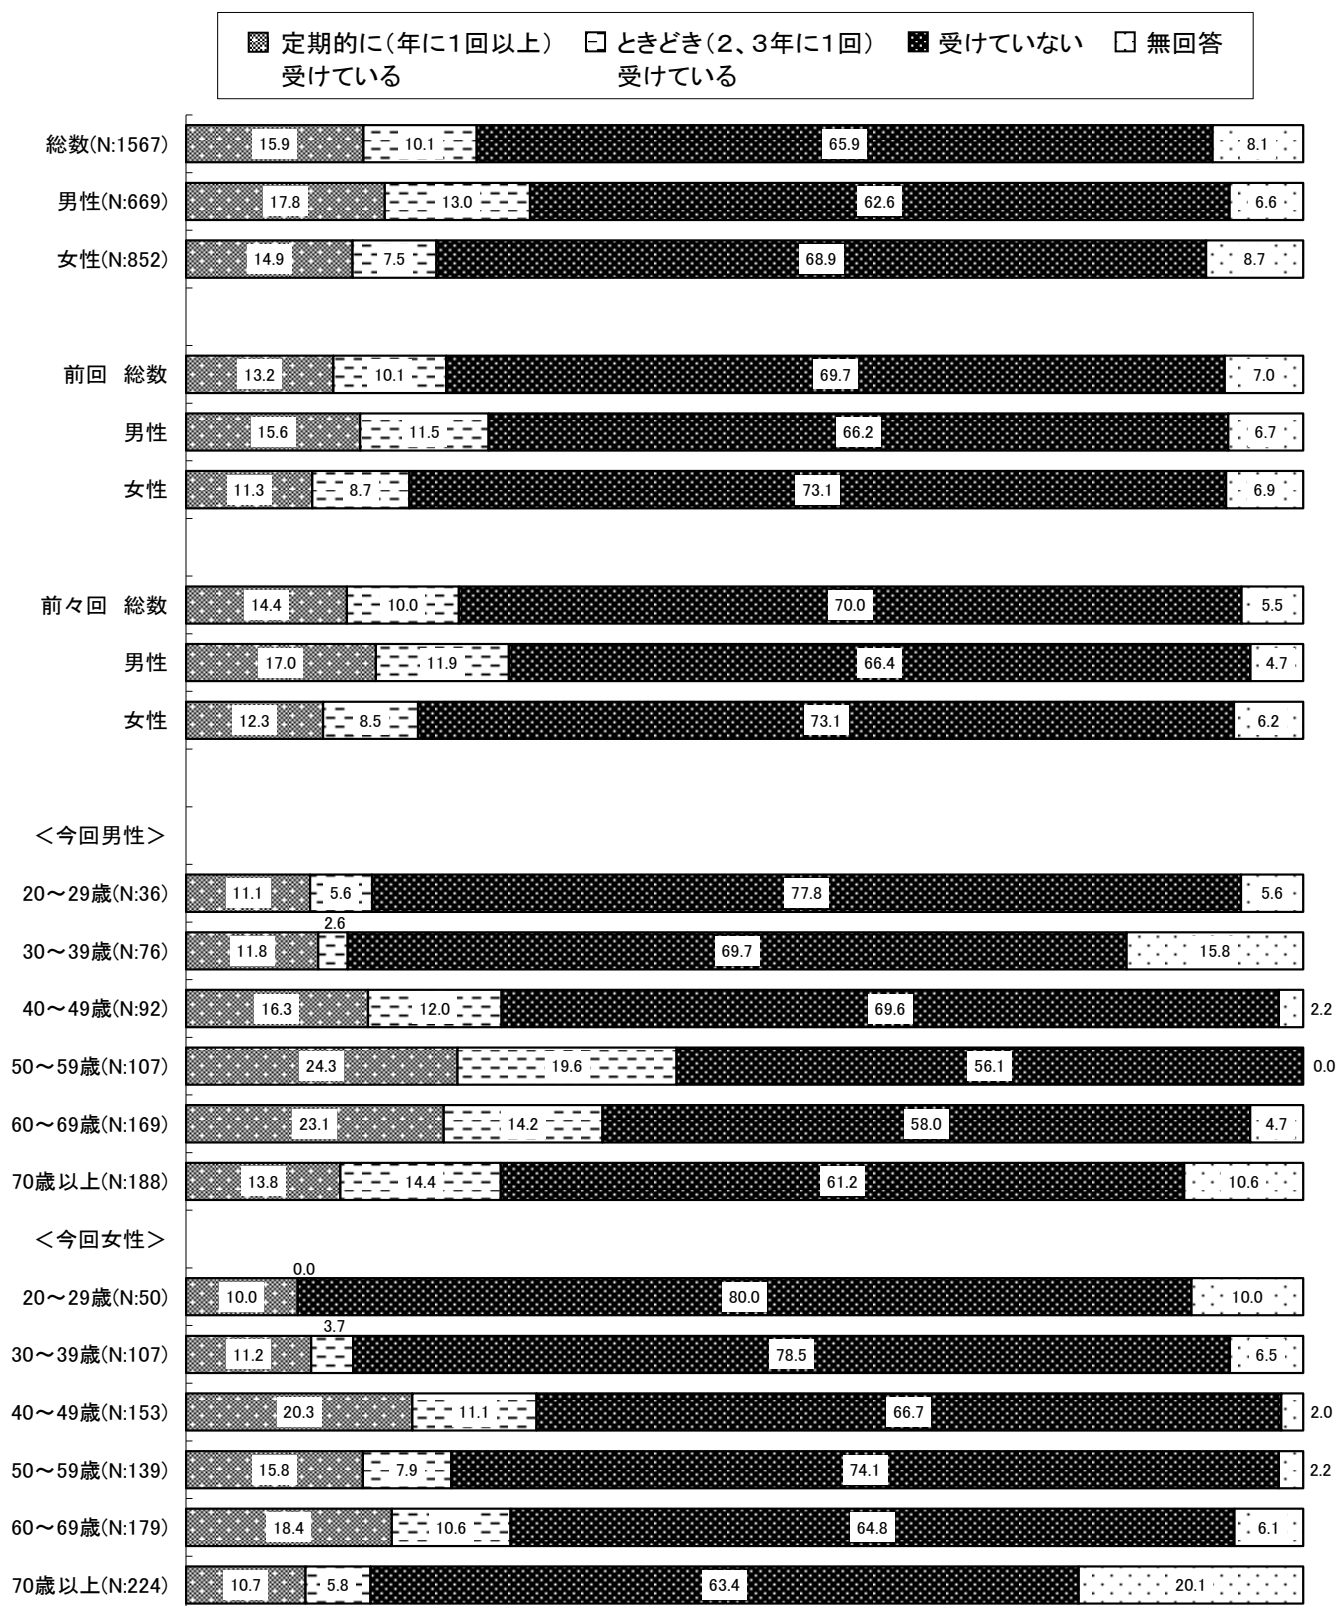 定期的に（年に１回以上） ときどき（２、３年に１回） 受けていない 無回答
受けている 受けている
総数(N:1567) 15.9 10.1 65.9 8.1
男性(N:669) 17.8 13.0 62.6 6.6
女性(N:852) 14.9 7.5 68.9 8.7
前回　総数 13.2 10.1 69.7 7.0
男性 15.6 11.5 66.2 6.7
女性 11.3 8.7 73.1 6.9
前々回　総数 14.4 10.0 70.0 5.5
男性 17.0 11.9 66.4 4.7
女性 12.3 8.5 73.1 6.2
＜今回男性＞
20～29歳(N:36) 11.1 5.6 77.8 5.6
2.6
30～39歳(N:76) 11.8 69.7 15.8
40～49歳(N:92) 16.3 12.0 69.6 2.2
50～59歳(N:107) 24.3 19.6 56.1 0.0
60～69歳(N:169) 23.1 14.2 58.0 4.7
70歳以上(N:188) 13.8 14.4 61.2 10.6
＜今回女性＞
0.0
20～29歳(N:50) 10.0 80.0 10.0
3.7
30～39歳(N:107) 11.2 78.5 6.5
40～49歳(N:153) 20.3 11.1 66.7 2.0
50～59歳(N:139) 15.8 7.9 74.1 2.2
60～69歳(N:179) 18.4 10.6 64.8 6.1
70歳以上(N:224) 10.7 5.8 63.4 20.1